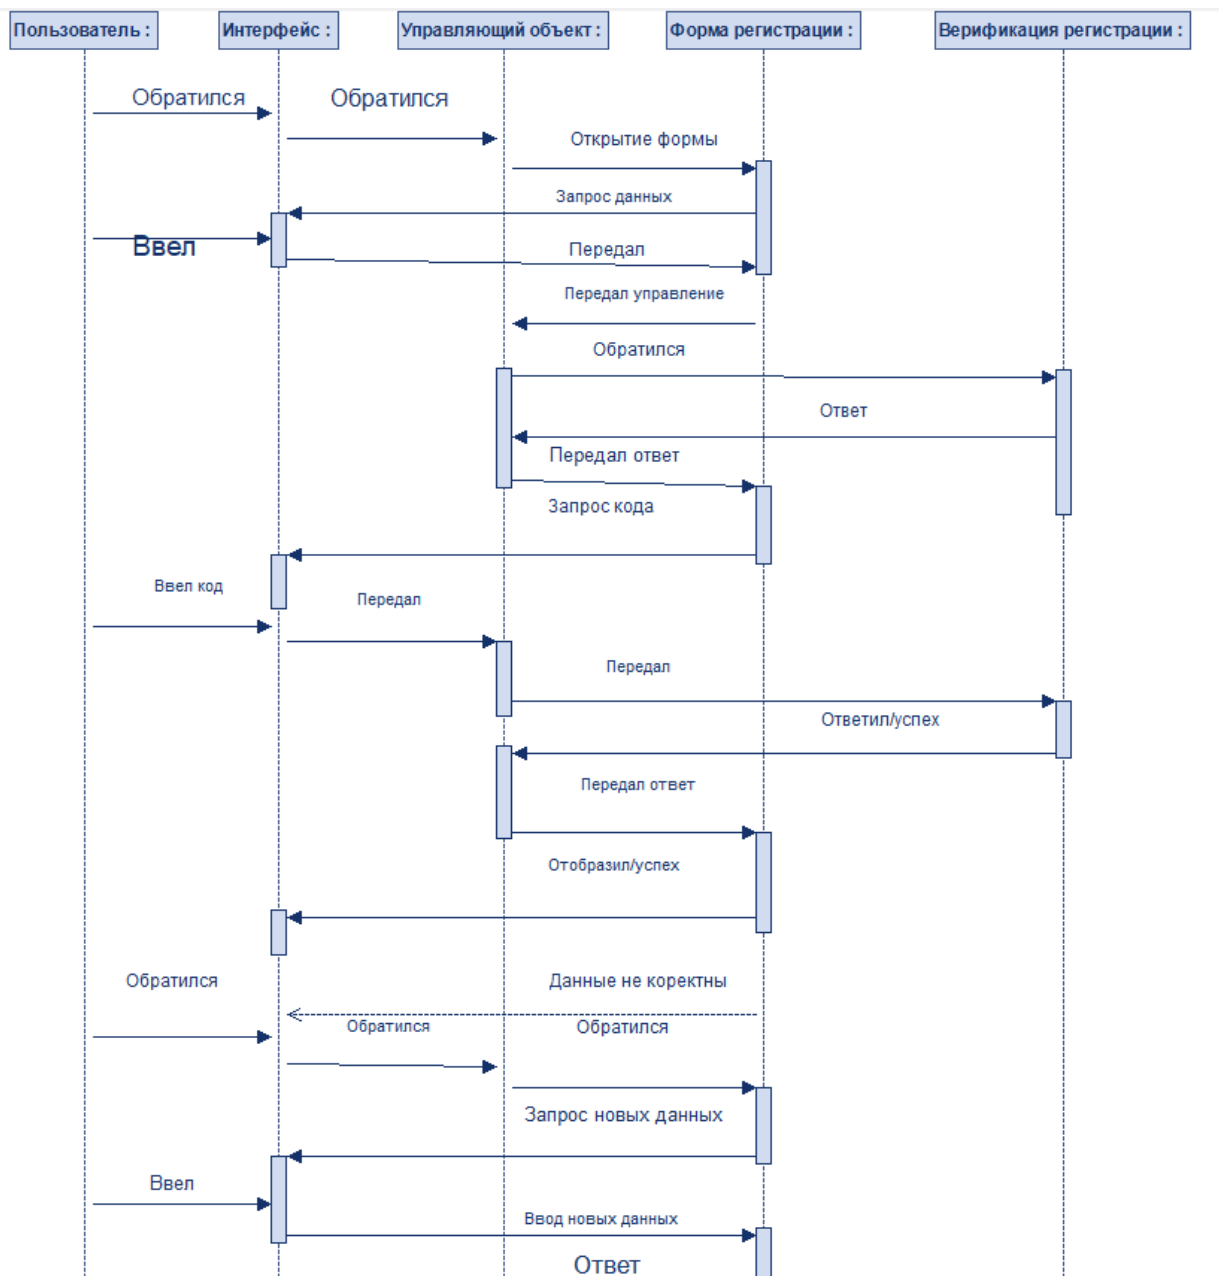 Пользователь :
Интерфейс :
Управляющий объект :
Форма регистрации :
Верификация регистрации :
Обратился
Обратился
Открытие формы
Запрос данных
Ввел
Передал
Передал управление
Обратился
Ответ
Передал ответ
Запрос кода
Ввел код
Передал
Передал
Ответил/успех
Передал ответ
Отобразил/успех
Обратился
Данные не коректны
Обратился
Обратился
Запрос новых данных
Ввел
Ввод новых данных
Ответ